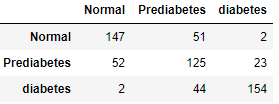 Normal Prediabetes diabetes
Normal 147 51 2
Prediabetes 52 125 23
diabetes 2 44 154